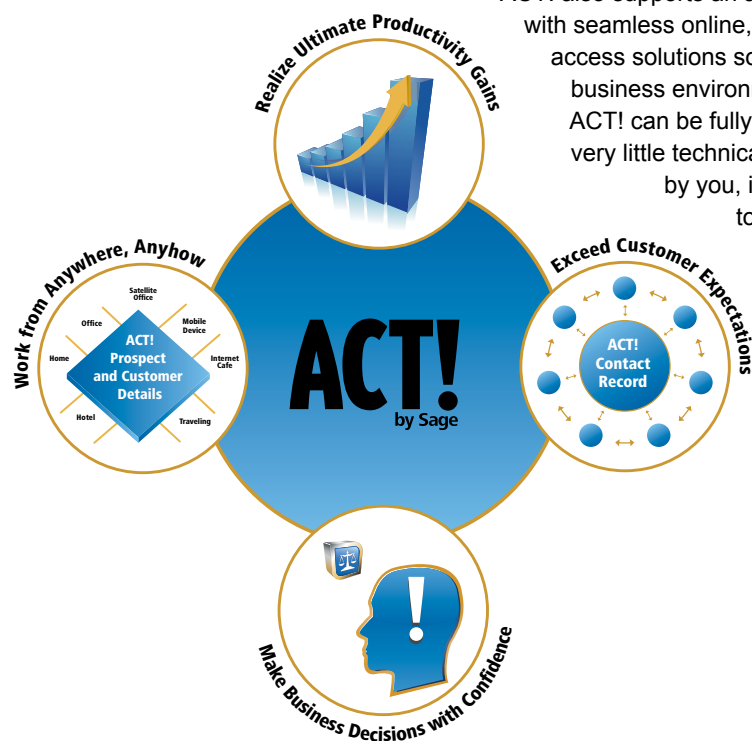 with seamless online,
access solutions so
business environ
ACT! can be fully
very little technica
by you, i
to
Realize Ultimate Productivity Gains
Work from Anywhere, Anyhow
Satellite
Office
Office
Mobile
Device
Home
ACT!
Prospect
and Customer
Details
Internet
Cafe
Hotel
Traveling
ACT!
by Sage
Exceed Customer Expectations
ACT!
Contact
Record
Make Business Decisions with Confidence